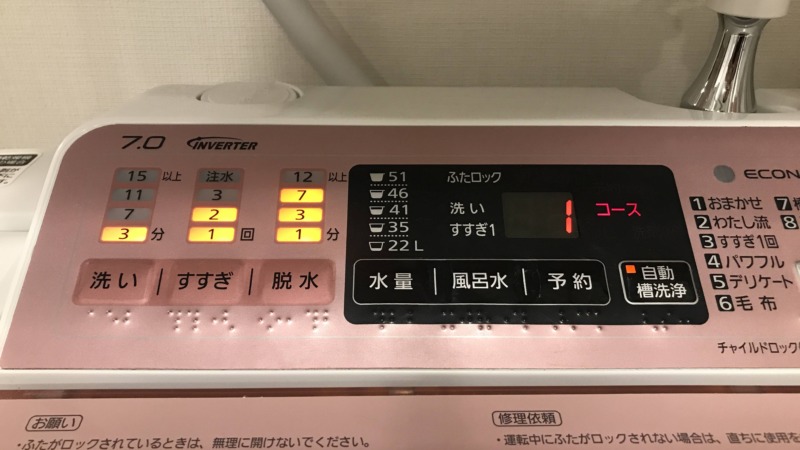 7.0 INVERTER
15 以上 注水 12 以上
11 3 7
7 2 3
3 分 1 回 1 分
洗い すすぎ 脱水
51 ふたロック
46
41 洗い
35 すすぎ1
22L
1 コース
水量 風呂水 予約
自動
槽洗浄
ECON
1 おまかせ 7
2 わたし流 8
3 すすぎ1回
4 パワフル
5 デリケート
6 毛布
チャイルドロック
お願い
・ふたがロックされているときは、無理に開けないでください。
修理依頼
・運転中にふたがロックされない場合は、直ちに使用を